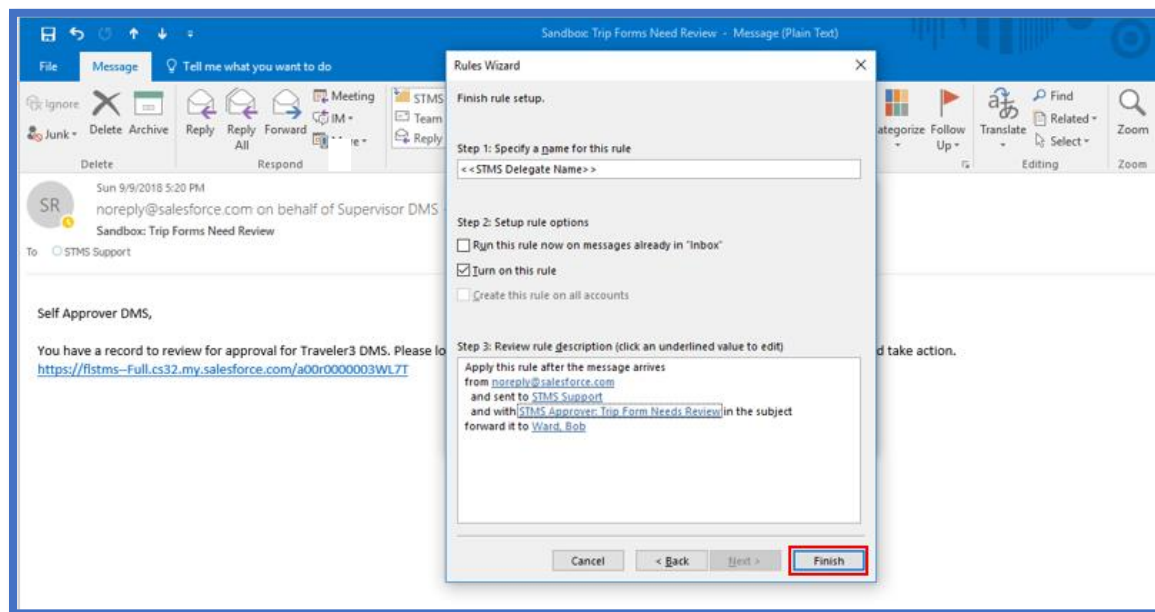 Sandbox: Trip Forms Need Review - Message (Plain Text)
File Message Tell me what you want to do
Ignore
Junk
Delete Archive
Reply Reply All Forward
Meeting
IM
Delete
Respond
STMS
Team
Reply
Categorize Follow Up
Translate
Find
Related
Select
Zoom
Editing
Zoom
SR
Sun 9/9/2018 5:20 PM
noreply@salesforce.com on behalf of Supervisor DMS
Sandbox: Trip Forms Need Review
To STMS Support
Self Approver DMS,
You have a record to review for approval for Traveler3 DMS. Please lo
d take action.
https://flstms--Full.cs32.my.salesforce.com/a00r0000003WL7T
Rules Wizard
Finish rule setup.
Step 1: Specify a name for this rule
<<STMS Delegate Name>>
Step 2: Setup rule options
Run this rule now on messages already in "Inbox"
Turn on this rule
Create this rule on all accounts
Step 3: Review rule description (click an underlined value to edit)
Apply this rule after the message arrives
from noreply@salesforce.com
and sent to STMS Support
and with STMS Approver: Trip Form Needs Review in the subject
forward it to Ward, Bob
Cancel < Back Next > Finish